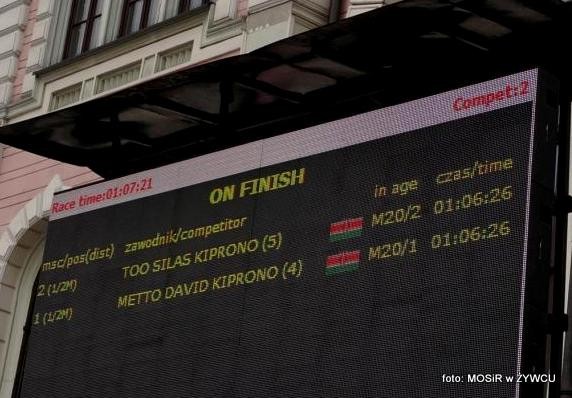 Compet:2
Race time:01:07:21
ON FINISH
msc/pos(dist) zawodnik/competitor in age czas/time
2 (1/2M) TOO SILAS KIPRONO (5) M20/2 01:06:26
1 (1/2M) METTO DAVID KIPRONO (4) M20/1 01:06:26
foto: MOSiR w ŻYWCU